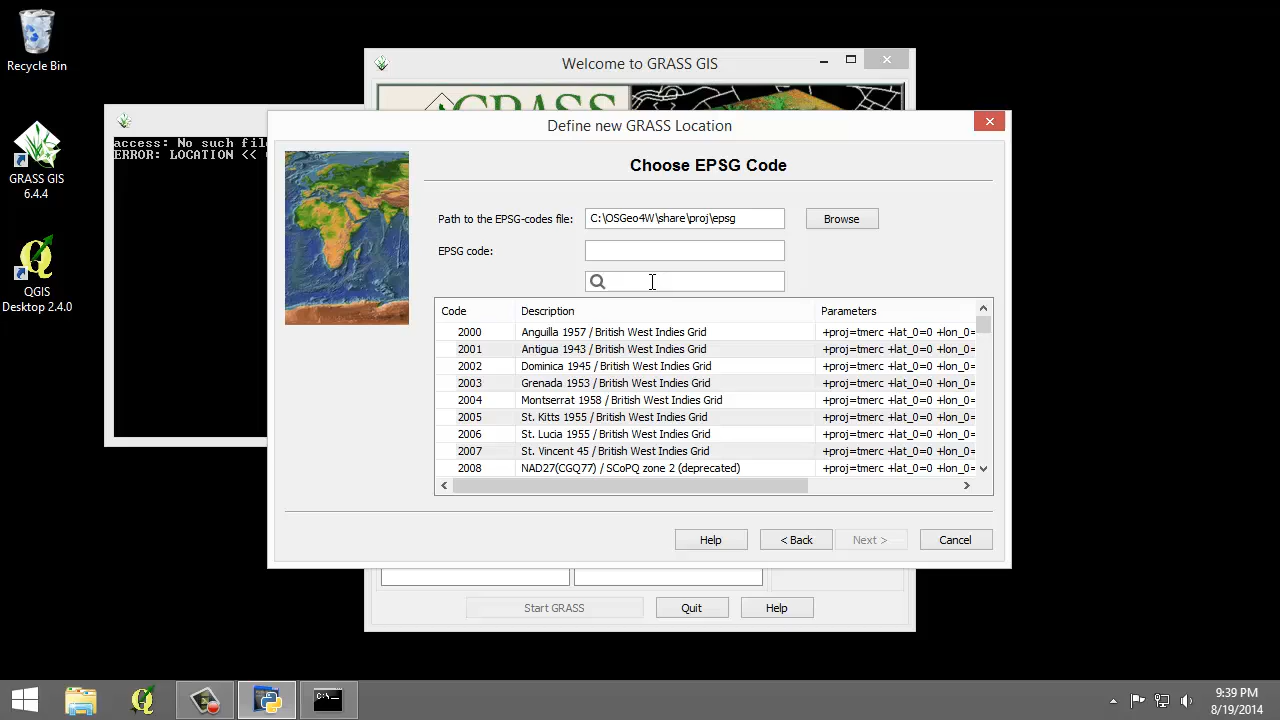 Recycle Bin
GRASS GIS
6.4.4
QGIS
Desktop 2.4.0
Welcome to GRASS GIS
GRASS
access: No such fil
ERROR: LOCATION <<
Define new GRASS Location
Choose EPSG Code
Path to the EPSG-codes file: C:\OSGeo4W\share\proj\epsg Browse
EPSG code:
Code Description Parameters
2000 Anguilla 1957 / British West Indies Grid +proj=tmerc +lat_0=0 +lon_0=
2001 Antigua 1943 / British West Indies Grid +proj=tmerc +lat_0=0 +lon_0=
2002 Dominica 1945 / British West Indies Grid +proj=tmerc +lat_0=0 +lon_0=
2003 Grenada 1953 / British West Indies Grid +proj=tmerc +lat_0=0 +lon_0=
2004 Montserrat 1958 / British West Indies Grid +proj=tmerc +lat_0=0 +lon_0=
2005 St. Kitts 1955 / British West Indies Grid +proj=tmerc +lat_0=0 +lon_0=
2006 St. Lucia 1955 / British West Indies Grid +proj=tmerc +lat_0=0 +lon_0=
2007 St. Vincent 45 / British West Indies Grid +proj=tmerc +lat_0=0 +lon_0=
2008 NAD27(CGQ77) / SCoPQ zone 2 (deprecated) +proj=tmerc +lat_0=0 +lon_0=
Help < Back Next > Cancel
Start GRASS Quit Help
9:39 PM
8/19/2014